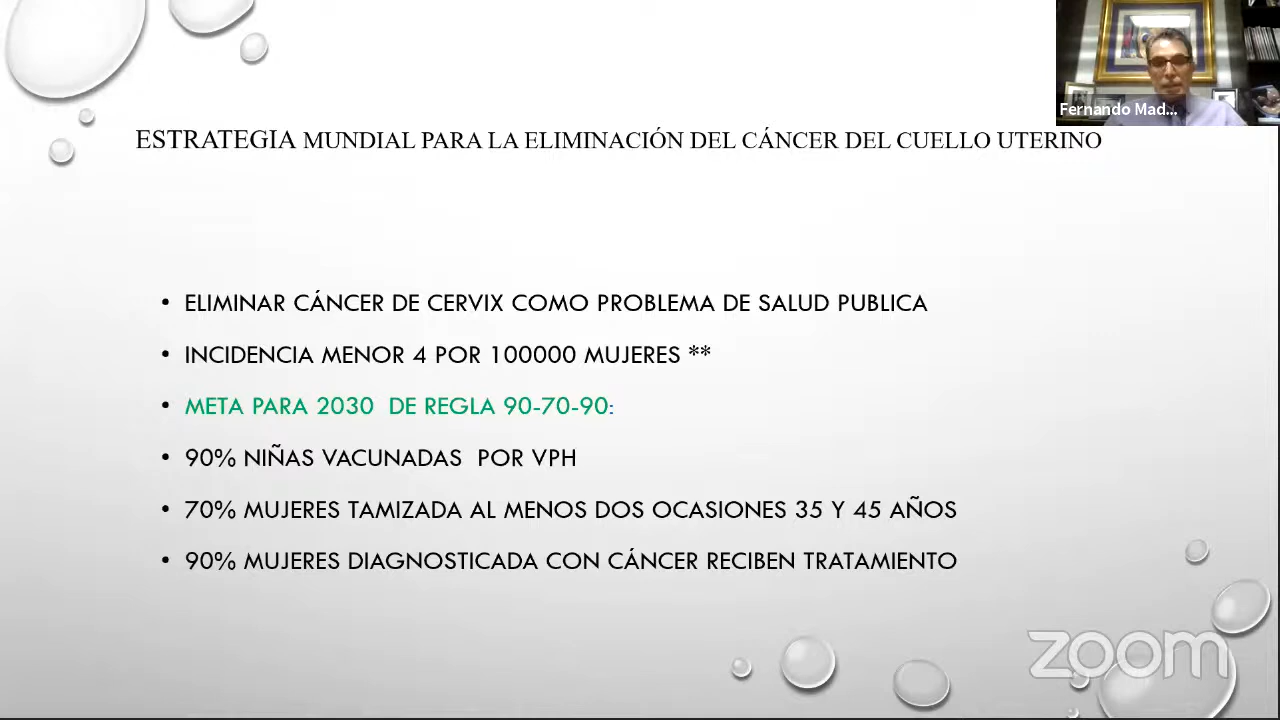 Fernando Mad...
ESTRATEGIA MUNDIAL PARA LA ELIMINACIÓN DEL CÁNCER DEL CUELLO UTERINO
• ELIMINAR CÁNCER DE CERVIX COMO PROBLEMA DE SALUD PUBLICA
• INCIDENCIA MENOR 4 POR 100000 MUJERES **
• META PARA 2030 DE REGLA 90-70-90:
• 90% NIÑAS VACUNADAS POR VPH
• 70% MUJERES TAMIZADA AL MENOS DOS OCASIONES 35 Y 45 AÑOS
• 90% MUJERES DIAGNOSTICADA CON CÁNCER RECIBEN TRATAMIENTO
zoom